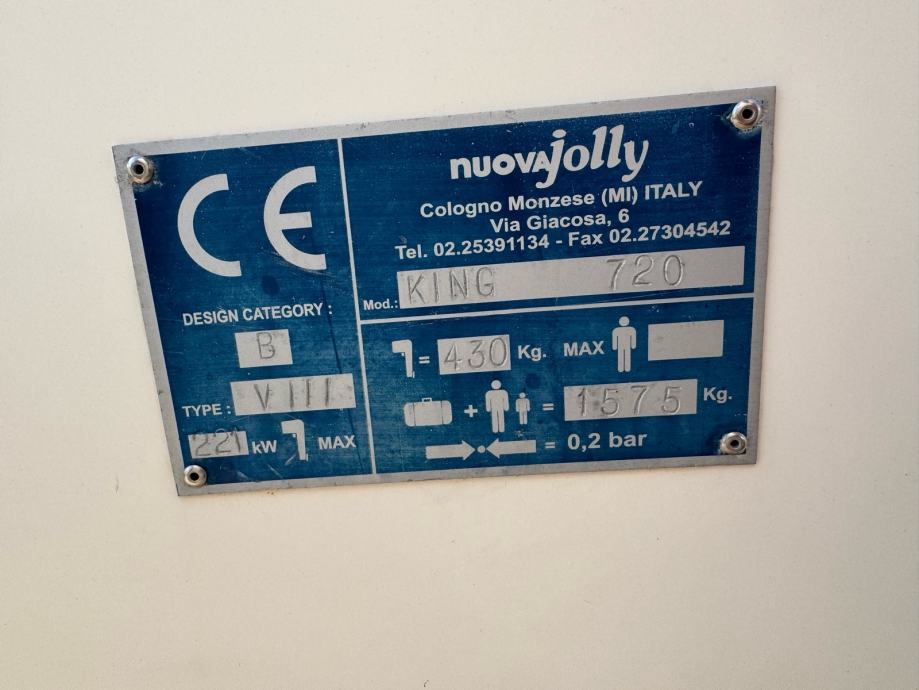 CE
DESIGN CATEGORY :
B
TYPE : VIII
221 kW MAX
nuovAjolly
Cologno Monzese (MI) ITALY
Via Giacosa, 6
Tel. 02.25391134 - Fax 02.27304542
Mod.: KING 720
= 430 Kg. MAX
+ = 1575 Kg.
= 0,2 bar